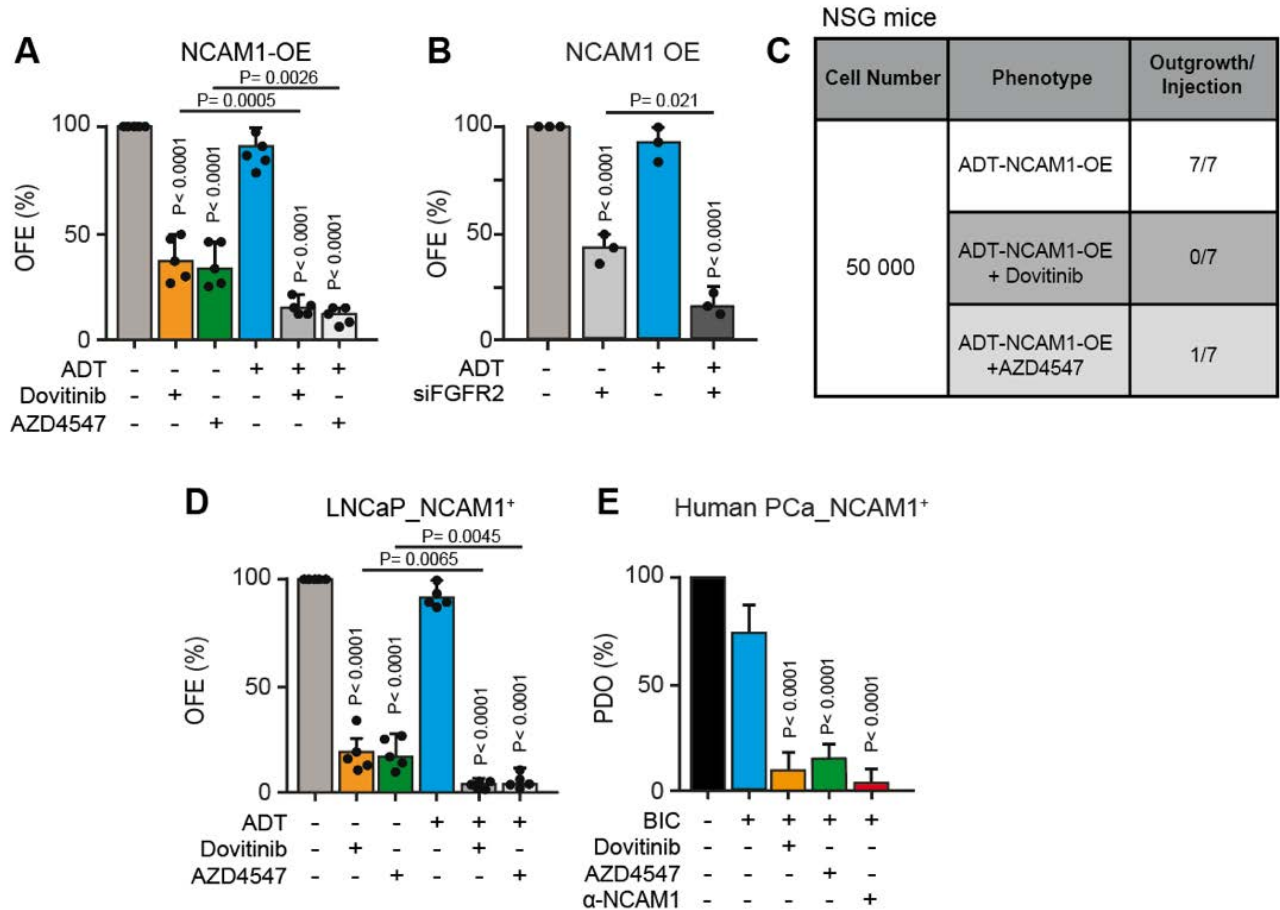 NSG mice
A
NCAM1-OE
P= 0.0026
P= 0.0005
100
50
0
OFE (%)
P< 0.0001
P< 0.0001
P< 0.0001
P< 0.0001
ADT - - - + + +
Dovitinib - + - - + -
AZD4547 - - + - - +
B
NCAM1 OE
P= 0.021
100
50
0
OFE (%)
P< 0.0001
P< 0.0001
ADT - - + +
siFGFR2 - + - +
C
Cell Number
Phenotype
Outgrowth/
Injection
50 000
ADT-NCAM1-OE
7/7
ADT-NCAM1-OE
+ Dovitinib
0/7
ADT-NCAM1-OE
+AZD4547
1/7
D
LNCaP_NCAM1⁺
P= 0.0045
P= 0.0065
100
50
0
OFE (%)
P< 0.0001
P< 0.0001
P< 0.0001
P< 0.0001
ADT - - - + + +
Dovitinib - + - - + -
AZD4547 - - + - - +
E
Human PCa_NCAM1⁺
100
50
0
PDO (%)
P< 0.0001
P< 0.0001
P< 0.0001
BIC - + + + +
Dovitinib - - + - -
AZD4547 - - - + -
α-NCAM1 - - - - +